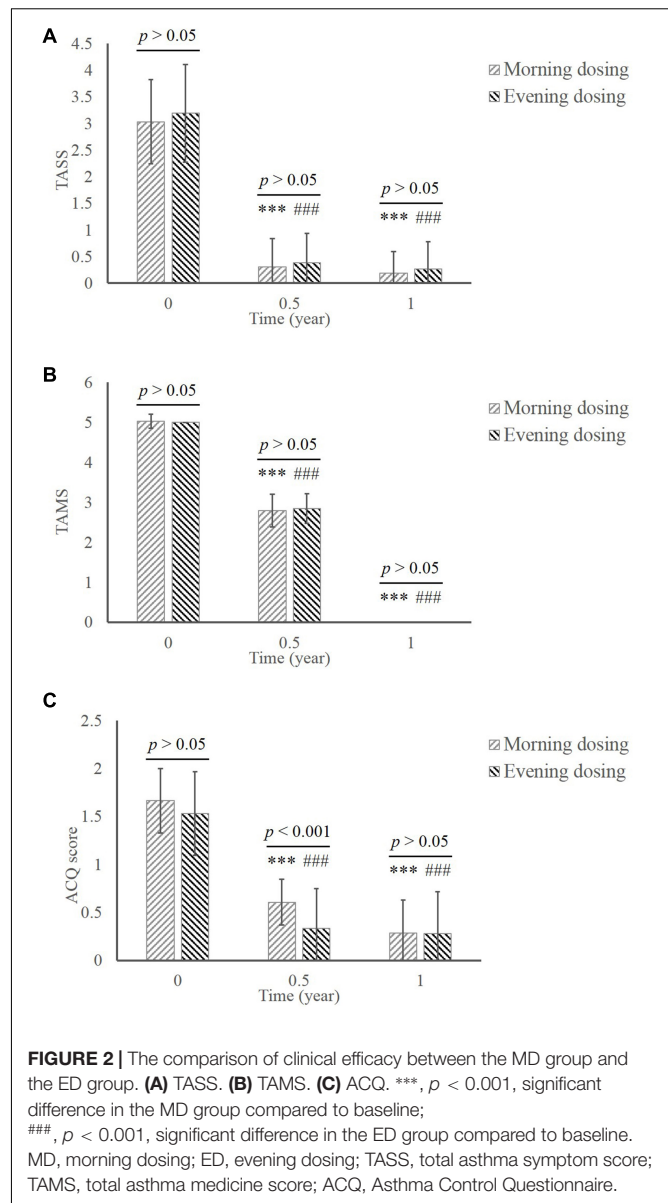 A
p > 0.05
4.5
4
3.5
3
2.5
2
1.5
1
0.5
0
TASS
Morning dosing
Evening dosing
p > 0.05
p > 0.05
*** ###
*** ###
0
0.5
1
Time (year)
B
6
5
4
3
2
1
0
TAMS
p > 0.05
Morning dosing
Evening dosing
p > 0.05
*** ###
p > 0.05
*** ###
0
0.5
1
Time (year)
C
2.5
2
1.5
1
0.5
0
ACQ score
p > 0.05
Morning dosing
Evening dosing
p < 0.001
*** ###
p > 0.05
*** ###
0
0.5
1
Time (year)
FIGURE 2 | The comparison of clinical efficacy between the MD group and
the ED group. (A) TASS. (B) TAMS. (C) ACQ. ***, p < 0.001, significant
difference in the MD group compared to baseline;
###, p < 0.001, significant difference in the ED group compared to baseline.
MD, morning dosing; ED, evening dosing; TASS, total asthma symptom score;
TAMS, total asthma medicine score; ACQ, Asthma Control Questionnaire.